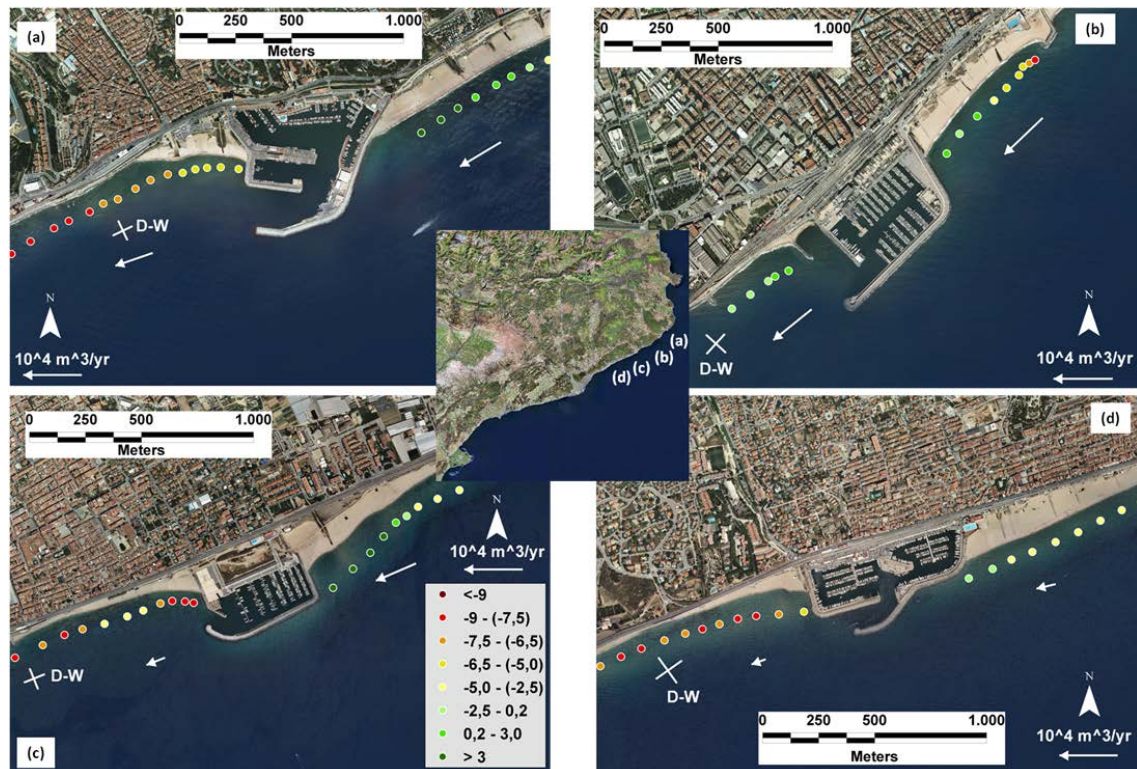 (a)
0 250 500 1.000
Meters
D-W
N
10^4 m^3/yr
(b)
0 250 500 1.000
Meters
D-W
N
10^4 m^3/yr
(a)
(b)
(c)
(d)
0 250 500 1.000
Meters
N
10^4 m^3/yr
D-W
(c)
<-9
-9 - (-7,5)
-7,5 - (-6,5)
-6,5 - (-5,0)
-5,0 - (-2,5)
-2,5 - 0,2
0,2 - 3,0
> 3
(d)
D-W
0 250 500 1.000
Meters
N
10^4 m^3/yr